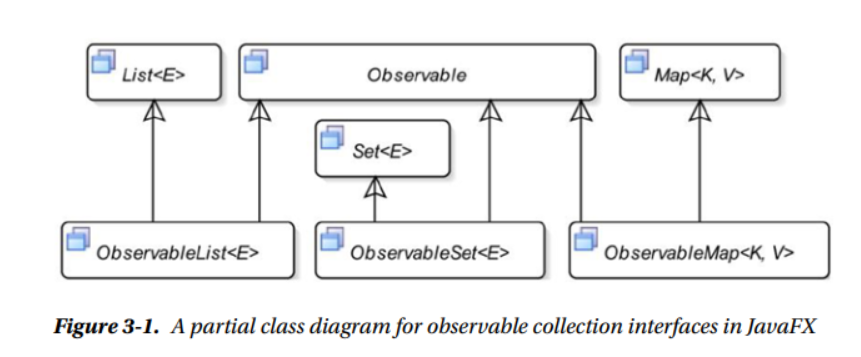 List<E>
Observable
Map<K, V>
Set<E>
ObservableList<E>
ObservableSet<E>
ObservableMap<K, V>
Figure 3-1. A partial class diagram for observable collection interfaces in JavaFX